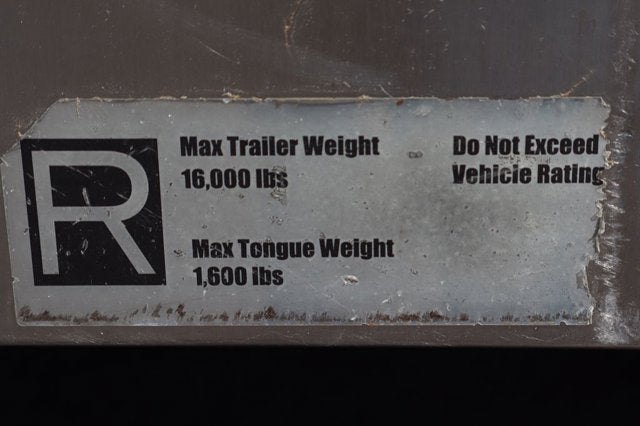 R
Max Trailer Weight
16,000 lbs
Do Not Exceed
Vehicle Rating
Max Tongue Weight
1,600 lbs